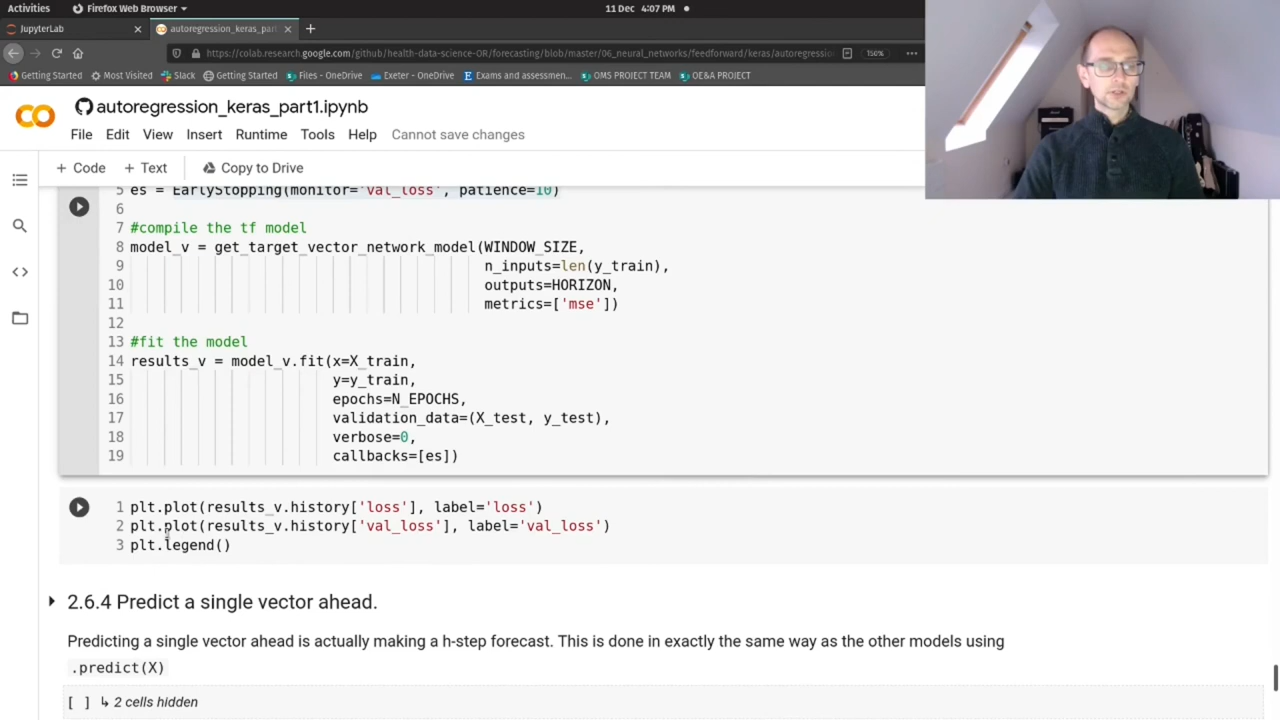 Activities
Firefox Web Browser
11 Dec 4:07 PM
JupyterLab
autoregression_keras_part
https://colab.research.google.com/github/health-data-science-OR/forecasting/blob/master/06_neural_networks/feedforward/keras/autoregressio
150%
Getting Started
Most Visited
Slack
Getting Started
Files - OneDrive
Exeter - OneDrive
Exams and assessmen...
OMS PROJECT TEAM
OE&A PROJECT
autoregression_keras_part1.ipynb
File Edit View Insert Runtime Tools Help Cannot save changes
+ Code + Text Copy to Drive
5 es = EarlyStopping(monitor='val_loss', patience=10)
6
7 #compile the tf model
8 model_v = get_target_vector_network_model(WINDOW_SIZE,
9 n_inputs=len(y_train),
10 outputs=HORIZON,
11 metrics=['mse'])
12
13 #fit the model
14 results_v = model_v.fit(x=X_train,
15 y=y_train,
16 epochs=N_EPOCHS,
17 validation_data=(X_test, y_test),
18 verbose=0,
19 callbacks=[es])
1 plt.plot(results_v.history['loss'], label='loss')
2 plt.plot(results_v.history['val_loss'], label='val_loss')
3 plt.legend()
2.6.4 Predict a single vector ahead.
Predicting a single vector ahead is actually making a h-step forecast. This is done in exactly the same way as the other models using
.predict(X)
[ ] ↳ 2 cells hidden